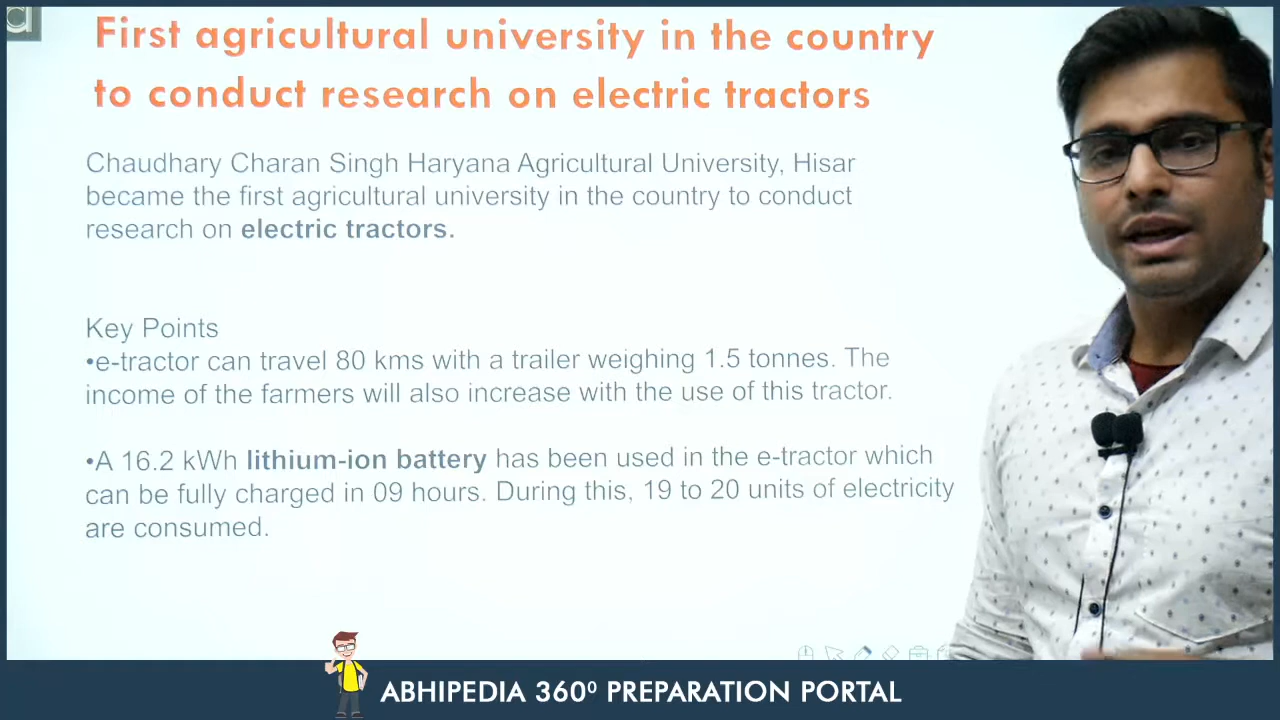 First agricultural university in the country
to conduct research on electric tractors
Chaudhary Charan Singh Haryana Agricultural University, Hisar
became the first agricultural university in the country to conduct
research on electric tractors.
Key Points
•e-tractor can travel 80 kms with a trailer weighing 1.5 tonnes. The
income of the farmers will also increase with the use of this tractor.
•A 16.2 kWh lithium-ion battery has been used in the e-tractor which
can be fully charged in 09 hours. During this, 19 to 20 units of electricity
are consumed.
ABHIPEDIA 360⁰ PREPARATION PORTAL